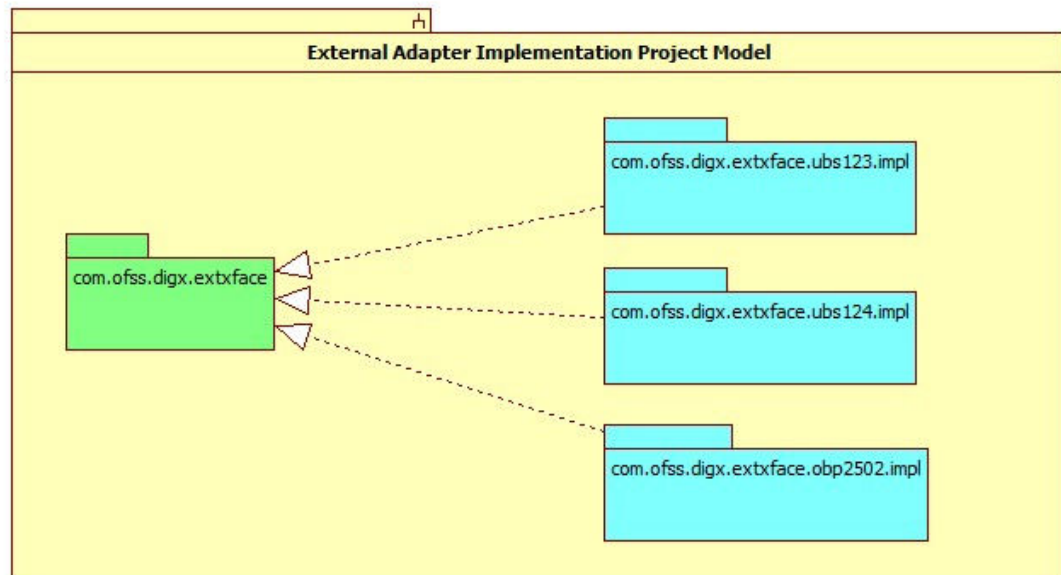 External Adapter Implementation Project Model
com.ofss.digx.extxface.ubs123.impl
com.ofss.digx.extxface
com.ofss.digx.extxface.ubs124.impl
com.ofss.digx.extxface.obp2502.impl